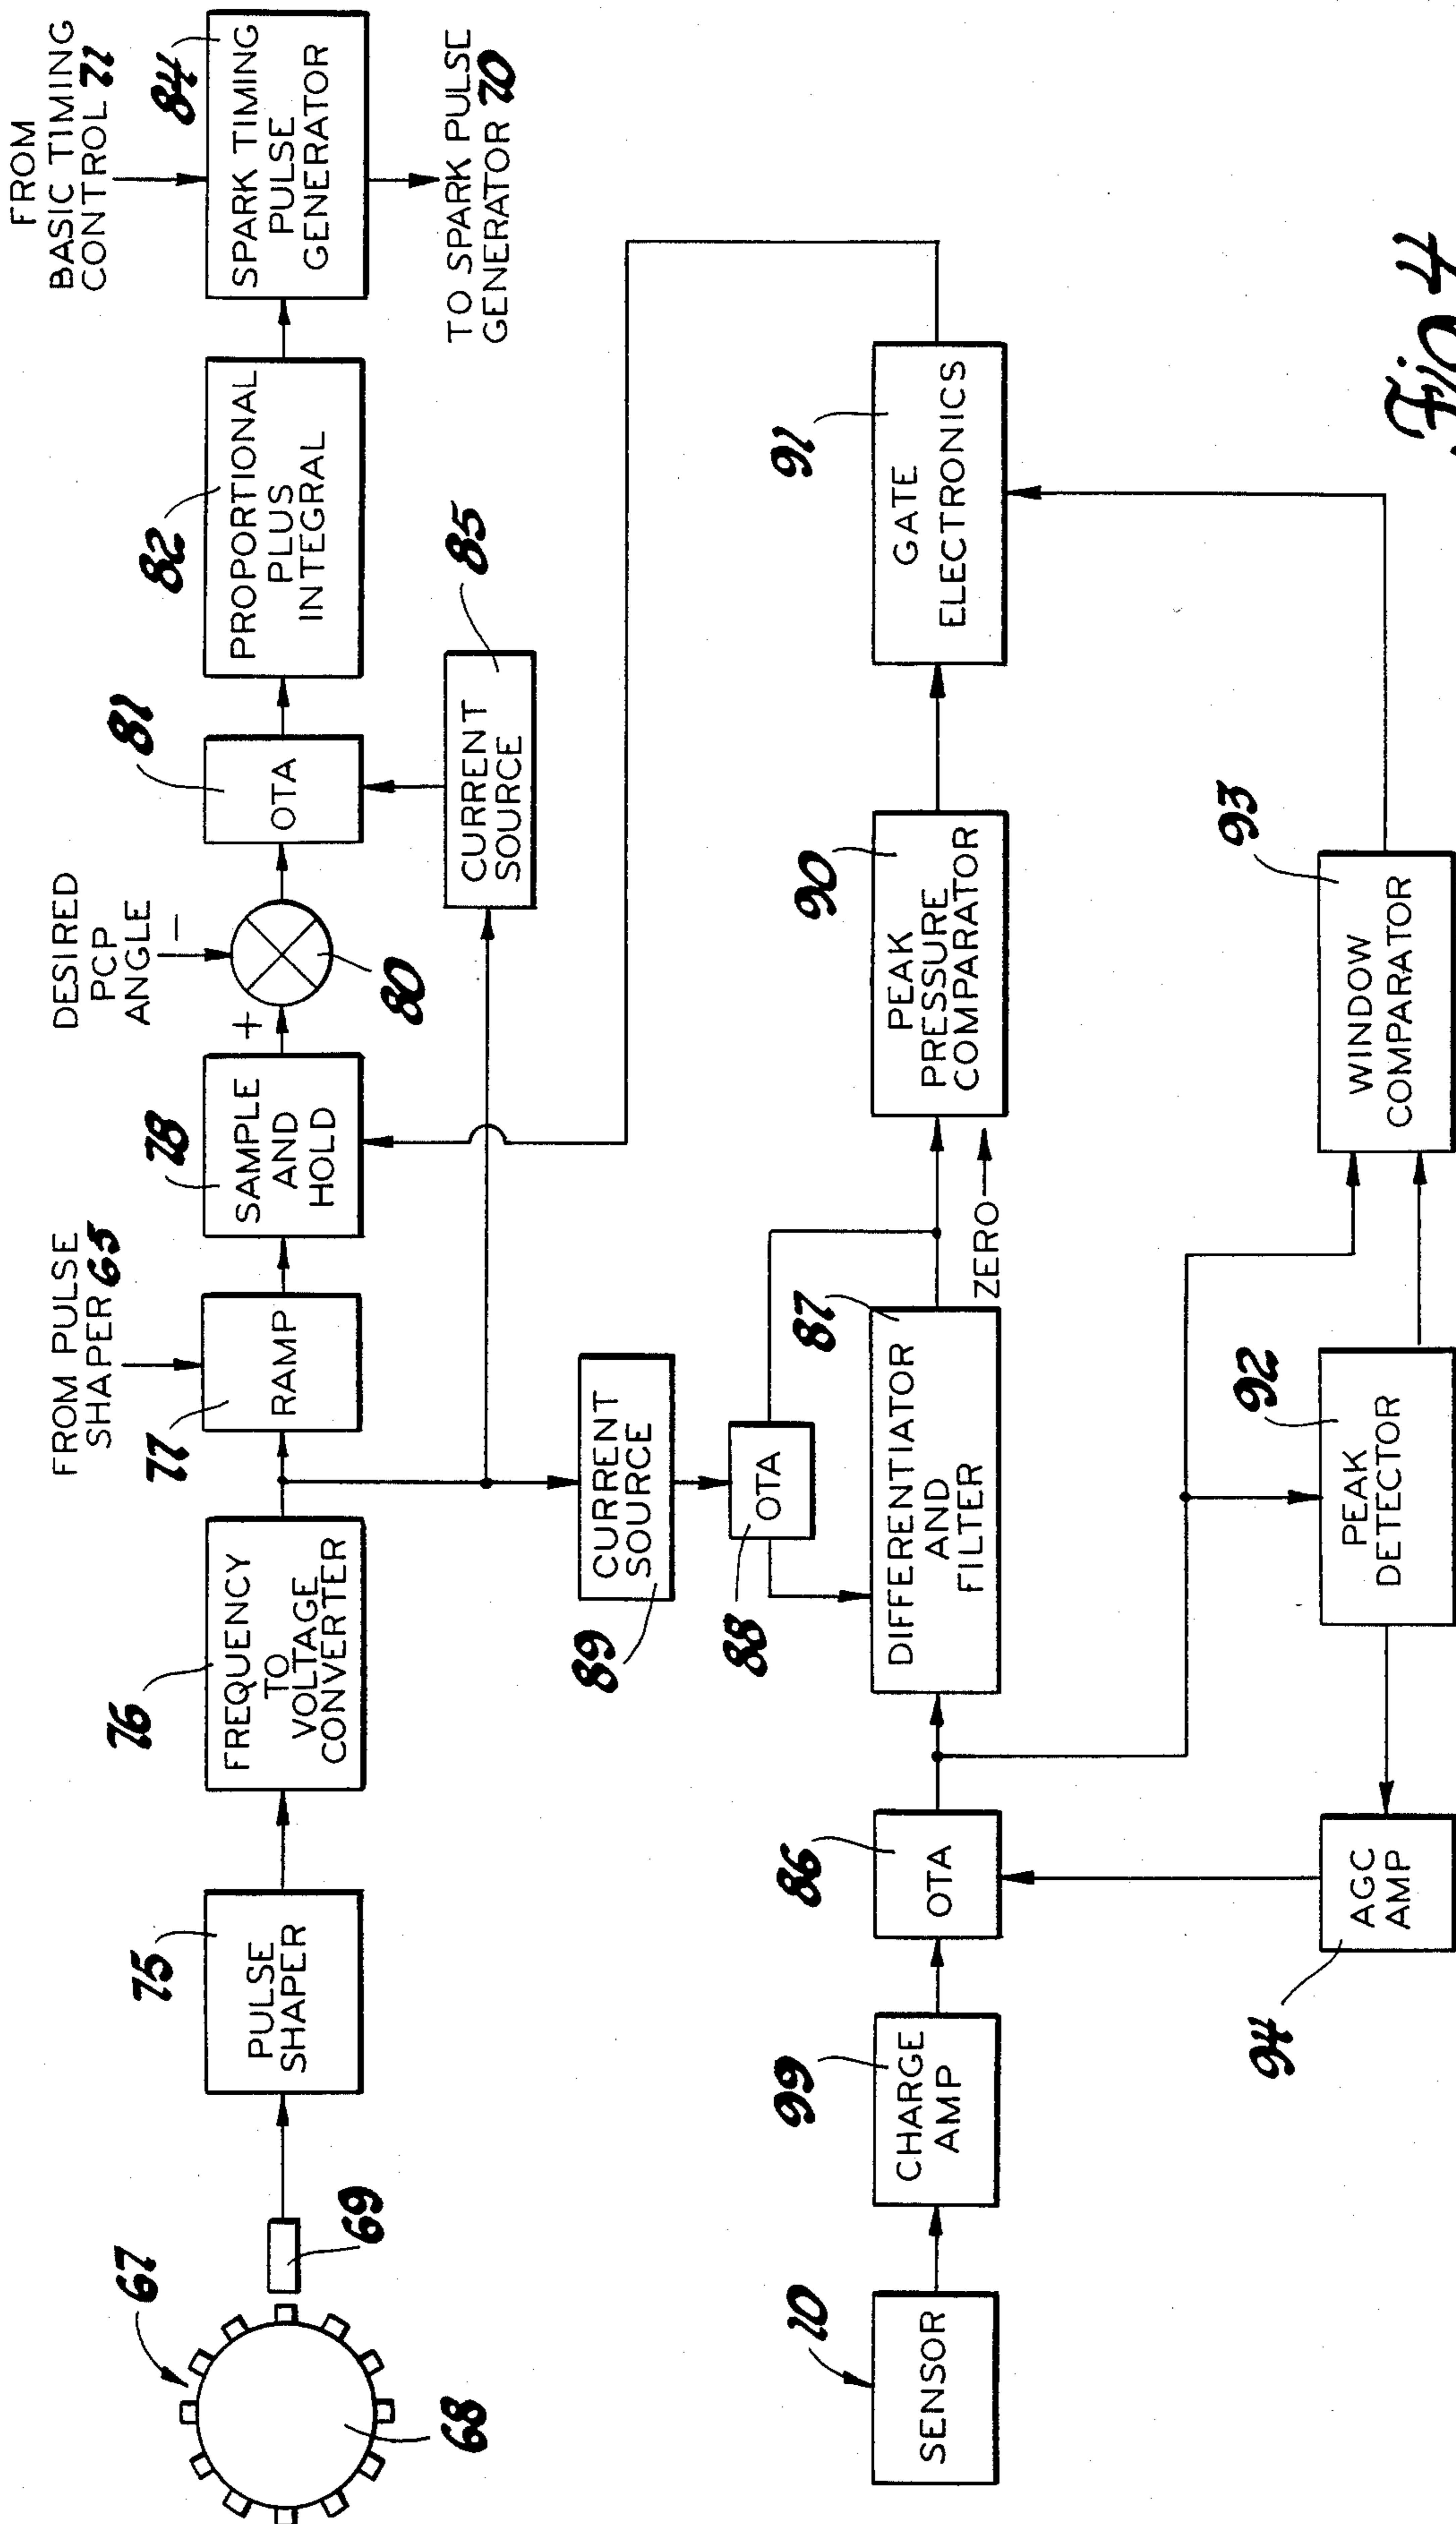 FROM
BASIC TIMING
CONTROL 71
84
SPARK TIMING
PULSE
GENERATOR
TO SPARK PULSE
GENERATOR 70
82
PROPORTIONAL
PLUS
INTEGRAL
81
OTA
85
CURRENT
SOURCE
DESIRED
PCP
ANGLE
−
+
80
78
SAMPLE
AND
HOLD
FROM PULSE
SHAPER 65
77
RAMP
76
FREQUENCY
TO
VOLTAGE
CONVERTER
75
PULSE
SHAPER
67
68
69
89
CURRENT
SOURCE
88
OTA
10
SENSOR
99
CHARGE
AMP
86
OTA
87
DIFFERENTIATOR
AND
FILTER
ZERO
90
PEAK
PRESSURE
COMPARATOR
91
GATE
ELECTRONICS
94
AGC
AMP
92
PEAK
DETECTOR
93
WINDOW
COMPARATOR
Fig. 4